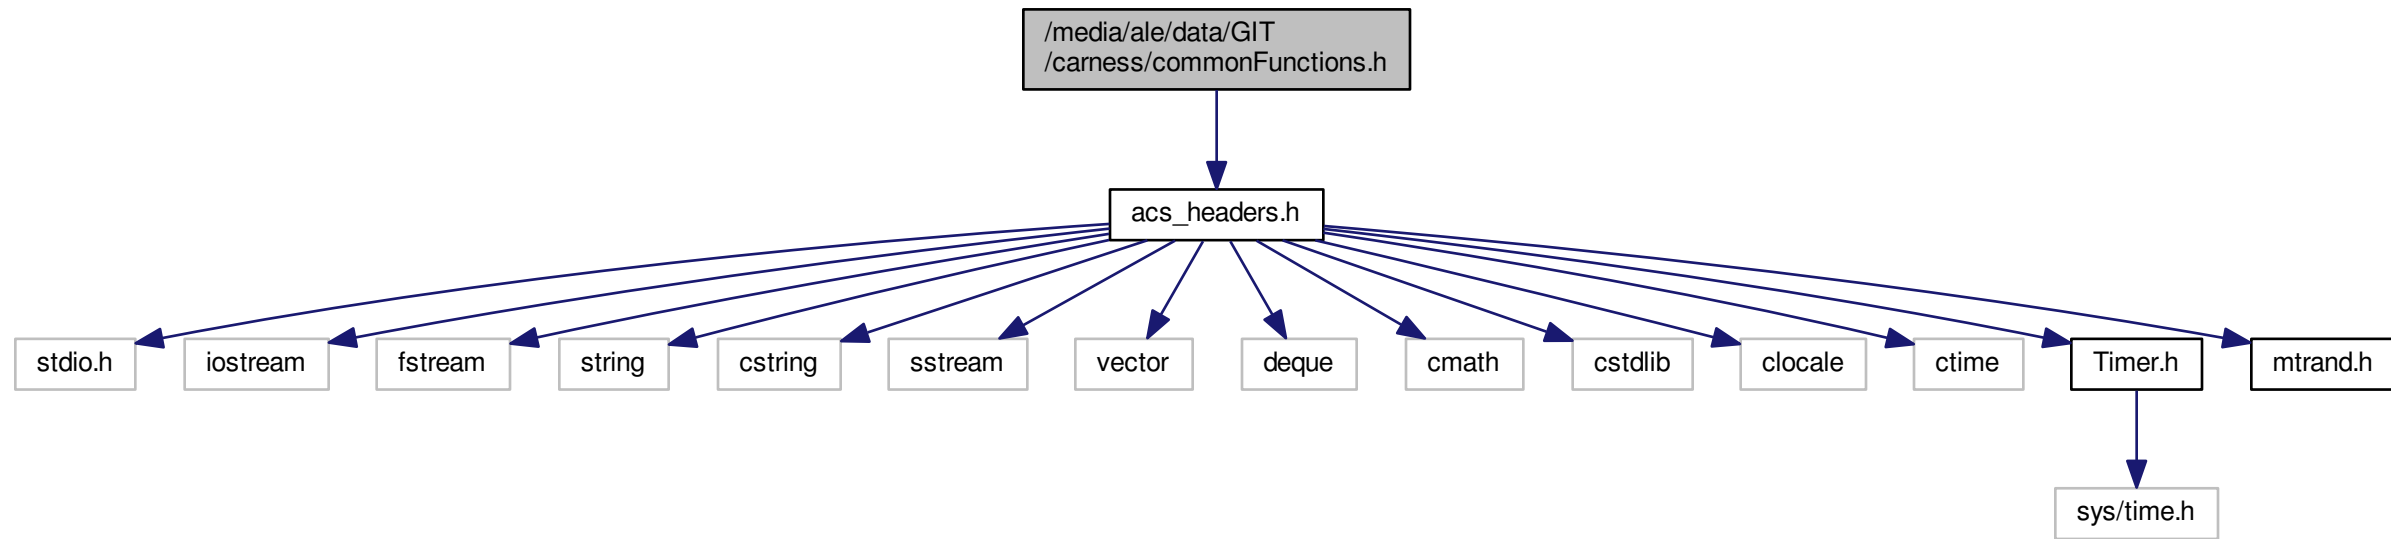 /media/ale/data/GIT
/carness/commonFunctions.h
acs_headers.h
stdio.h
iostream
fstream
string
cstring
sstream
vector
deque
cmath
cstdlib
clocale
ctime
Timer.h
mtrand.h
sys/time.h